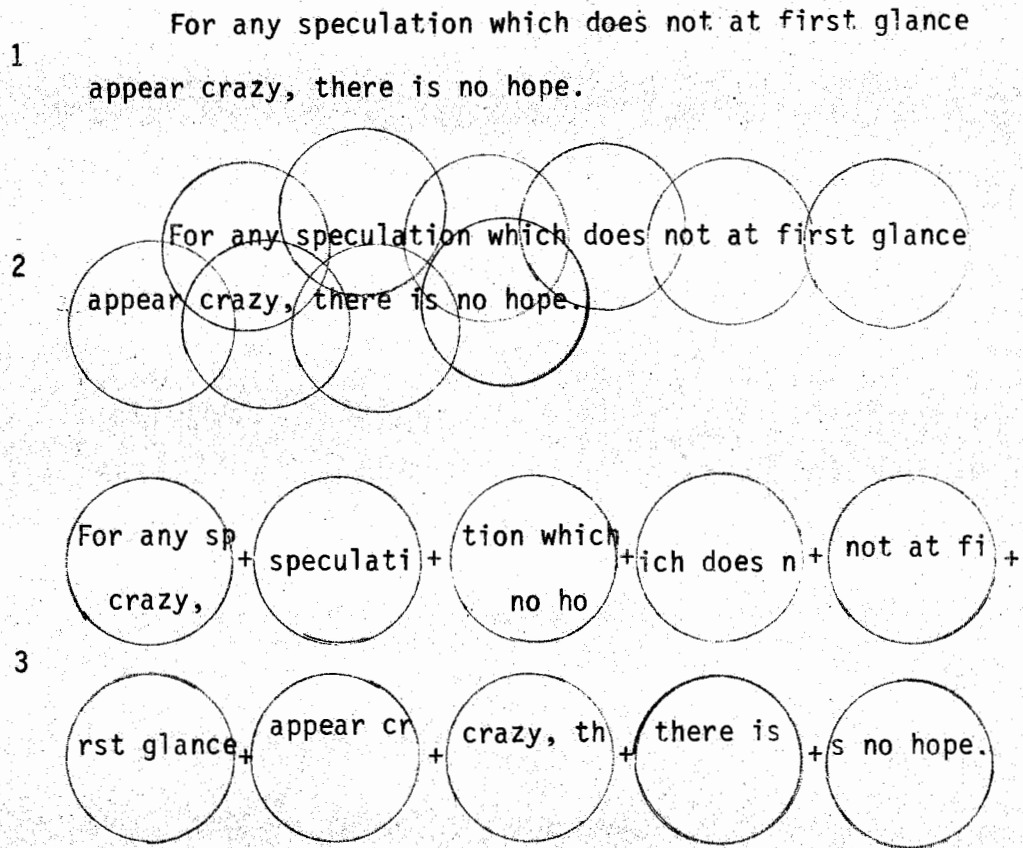 For any speculation which does not at first glance
1
appear crazy, there is no hope.
For any speculation which does not at first glance
2
appear crazy, there is no hope.
For any sp + speculati + tion which + ich does n + not at fi +
crazy, no ho
3
rst glance + appear cr + crazy, th + there is + s no hope.